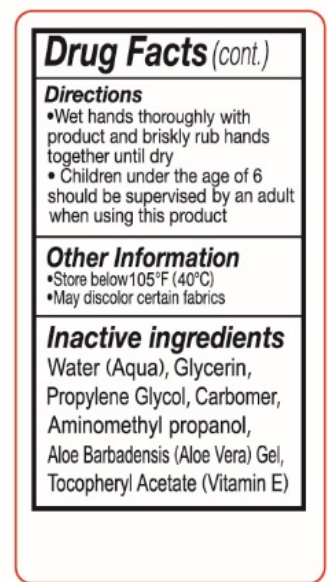 Drug Facts (cont.)
Directions
•Wet hands thoroughly with
product and briskly rub hands
together until dry
• Children under the age of 6
should be supervised by an adult
when using this product
Other Information
•Store below105°F (40°C)
•May discolor certain fabrics
Inactive ingredients
Water (Aqua), Glycerin,
Propylene Glycol, Carbomer,
Aminomethyl propanol,
Aloe Barbadensis (Aloe Vera) Gel,
Tocopheryl Acetate (Vitamin E)